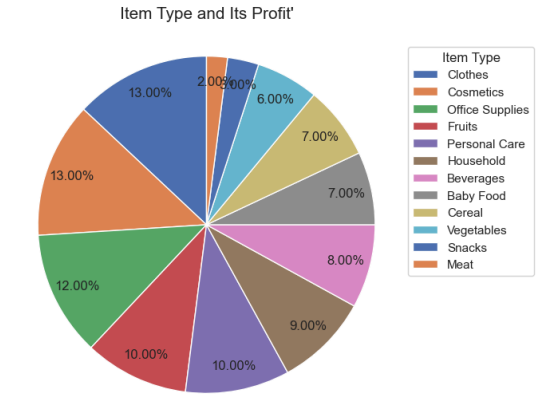 Item Type and Its Profit'
Item Type
Clothes
Cosmetics
Office Supplies
Fruits
Personal Care
Household
Beverages
Baby Food
Cereal
Vegetables
Snacks
Meat
13.00%
13.00%
12.00%
10.00%
10.00%
9.00%
8.00%
7.00%
7.00%
6.00%
3.00%
2.00%